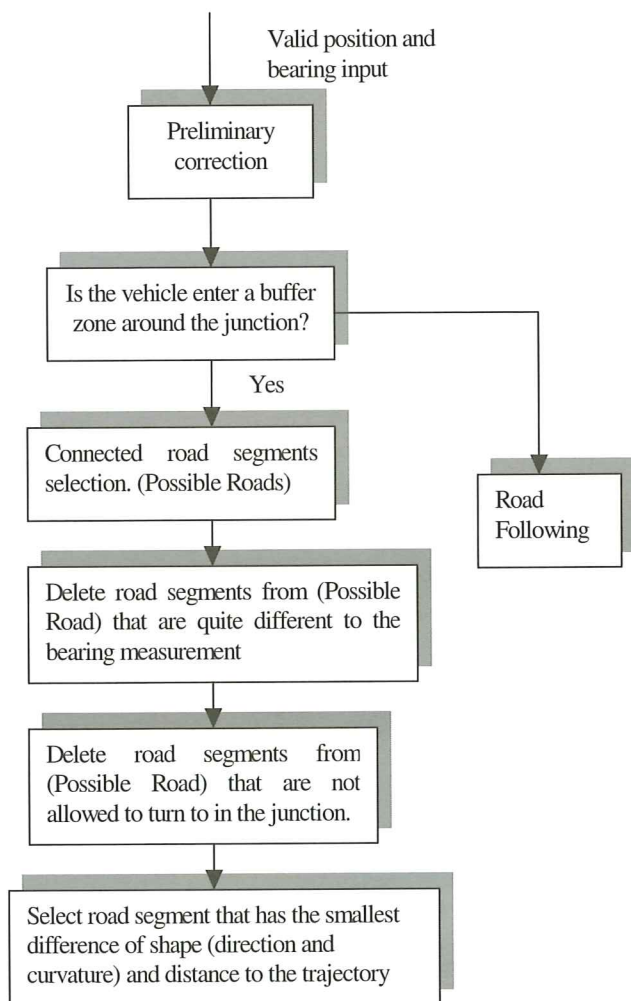 Valid position and
bearing input
Preliminary
correction
Is the vehicle enter a buffer
zone around the junction?
Yes
Connected road segments
selection. (Possible Roads)
Road
Following
Delete road segments from (Possible
Road) that are quite different to the
bearing measurement
Delete road segments from
(Possible Road) that are not
allowed to turn to in the junction.
Select road segment that has the smallest
difference of shape (direction and
curvature) and distance to the trajectory